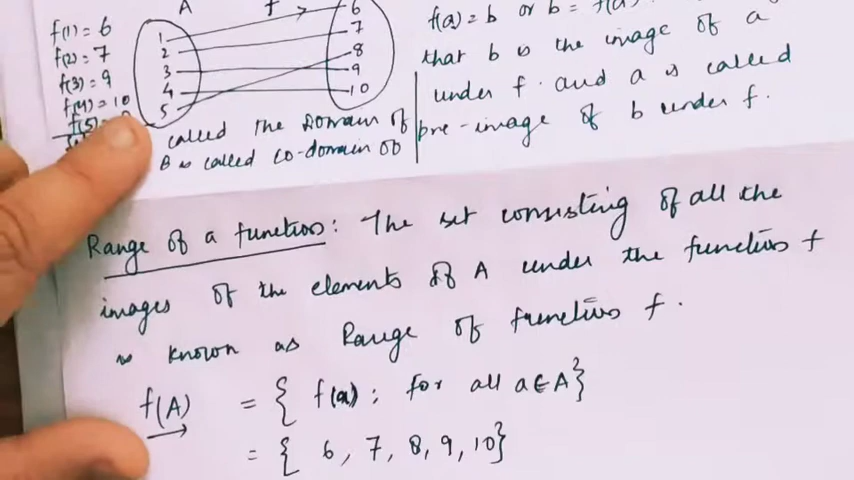 A
f
f(1) = 6
f(2) = 7
f(3) = 9
f(4) = 10
f(5) =
1
2
3
4
5
6
7
8
9
10
called the Domain of
B is called co-domain of
f(a) = b or b = f(a)
that b is the image of a
under f. and a is called
pre-image of b under f.
Range of a function: The set consisting of all the
images of the elements of A under the function f
is known as Range of function f.
f(A) = { f(a); for all a∈A}
= { 6, 7, 8, 9, 10}